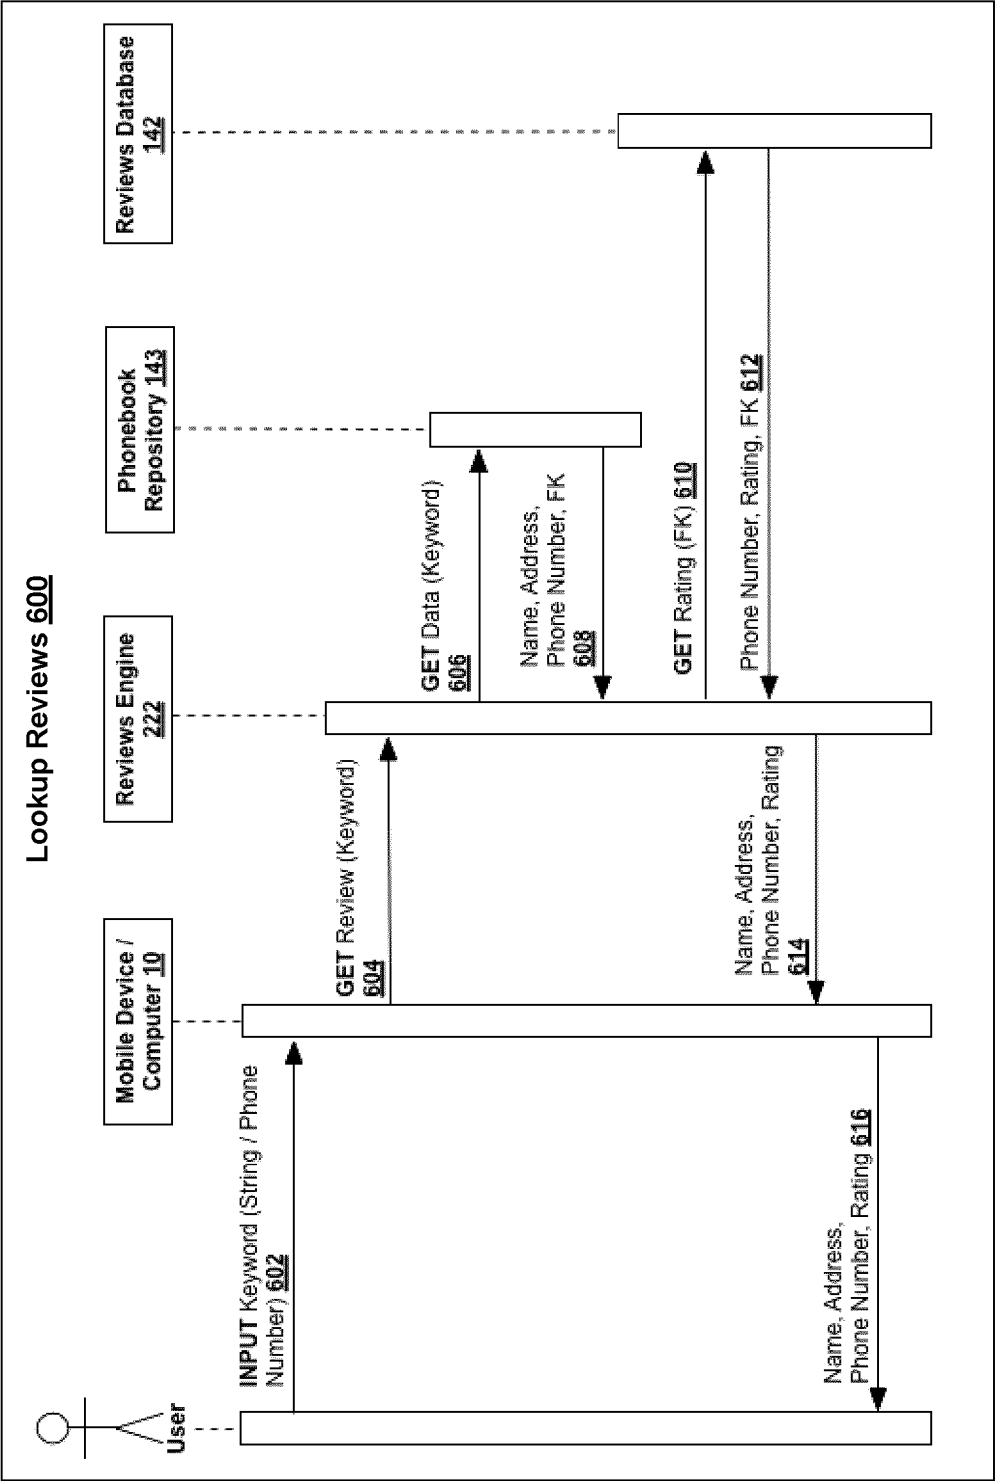 Lookup Reviews 600
User
Mobile Device /
Computer 10
Reviews Engine
222
Phonebook
Repository 143
Reviews Database
142
INPUT Keyword (String / Phone
Number) 602
GET Review (Keyword)
604
GET Data (Keyword)
606
Name, Address,
Phone Number, FK
608
GET Rating (FK) 610
Phone Number, Rating, FK 612
Name, Address,
Phone Number, Rating
614
Name, Address,
Phone Number, Rating 616